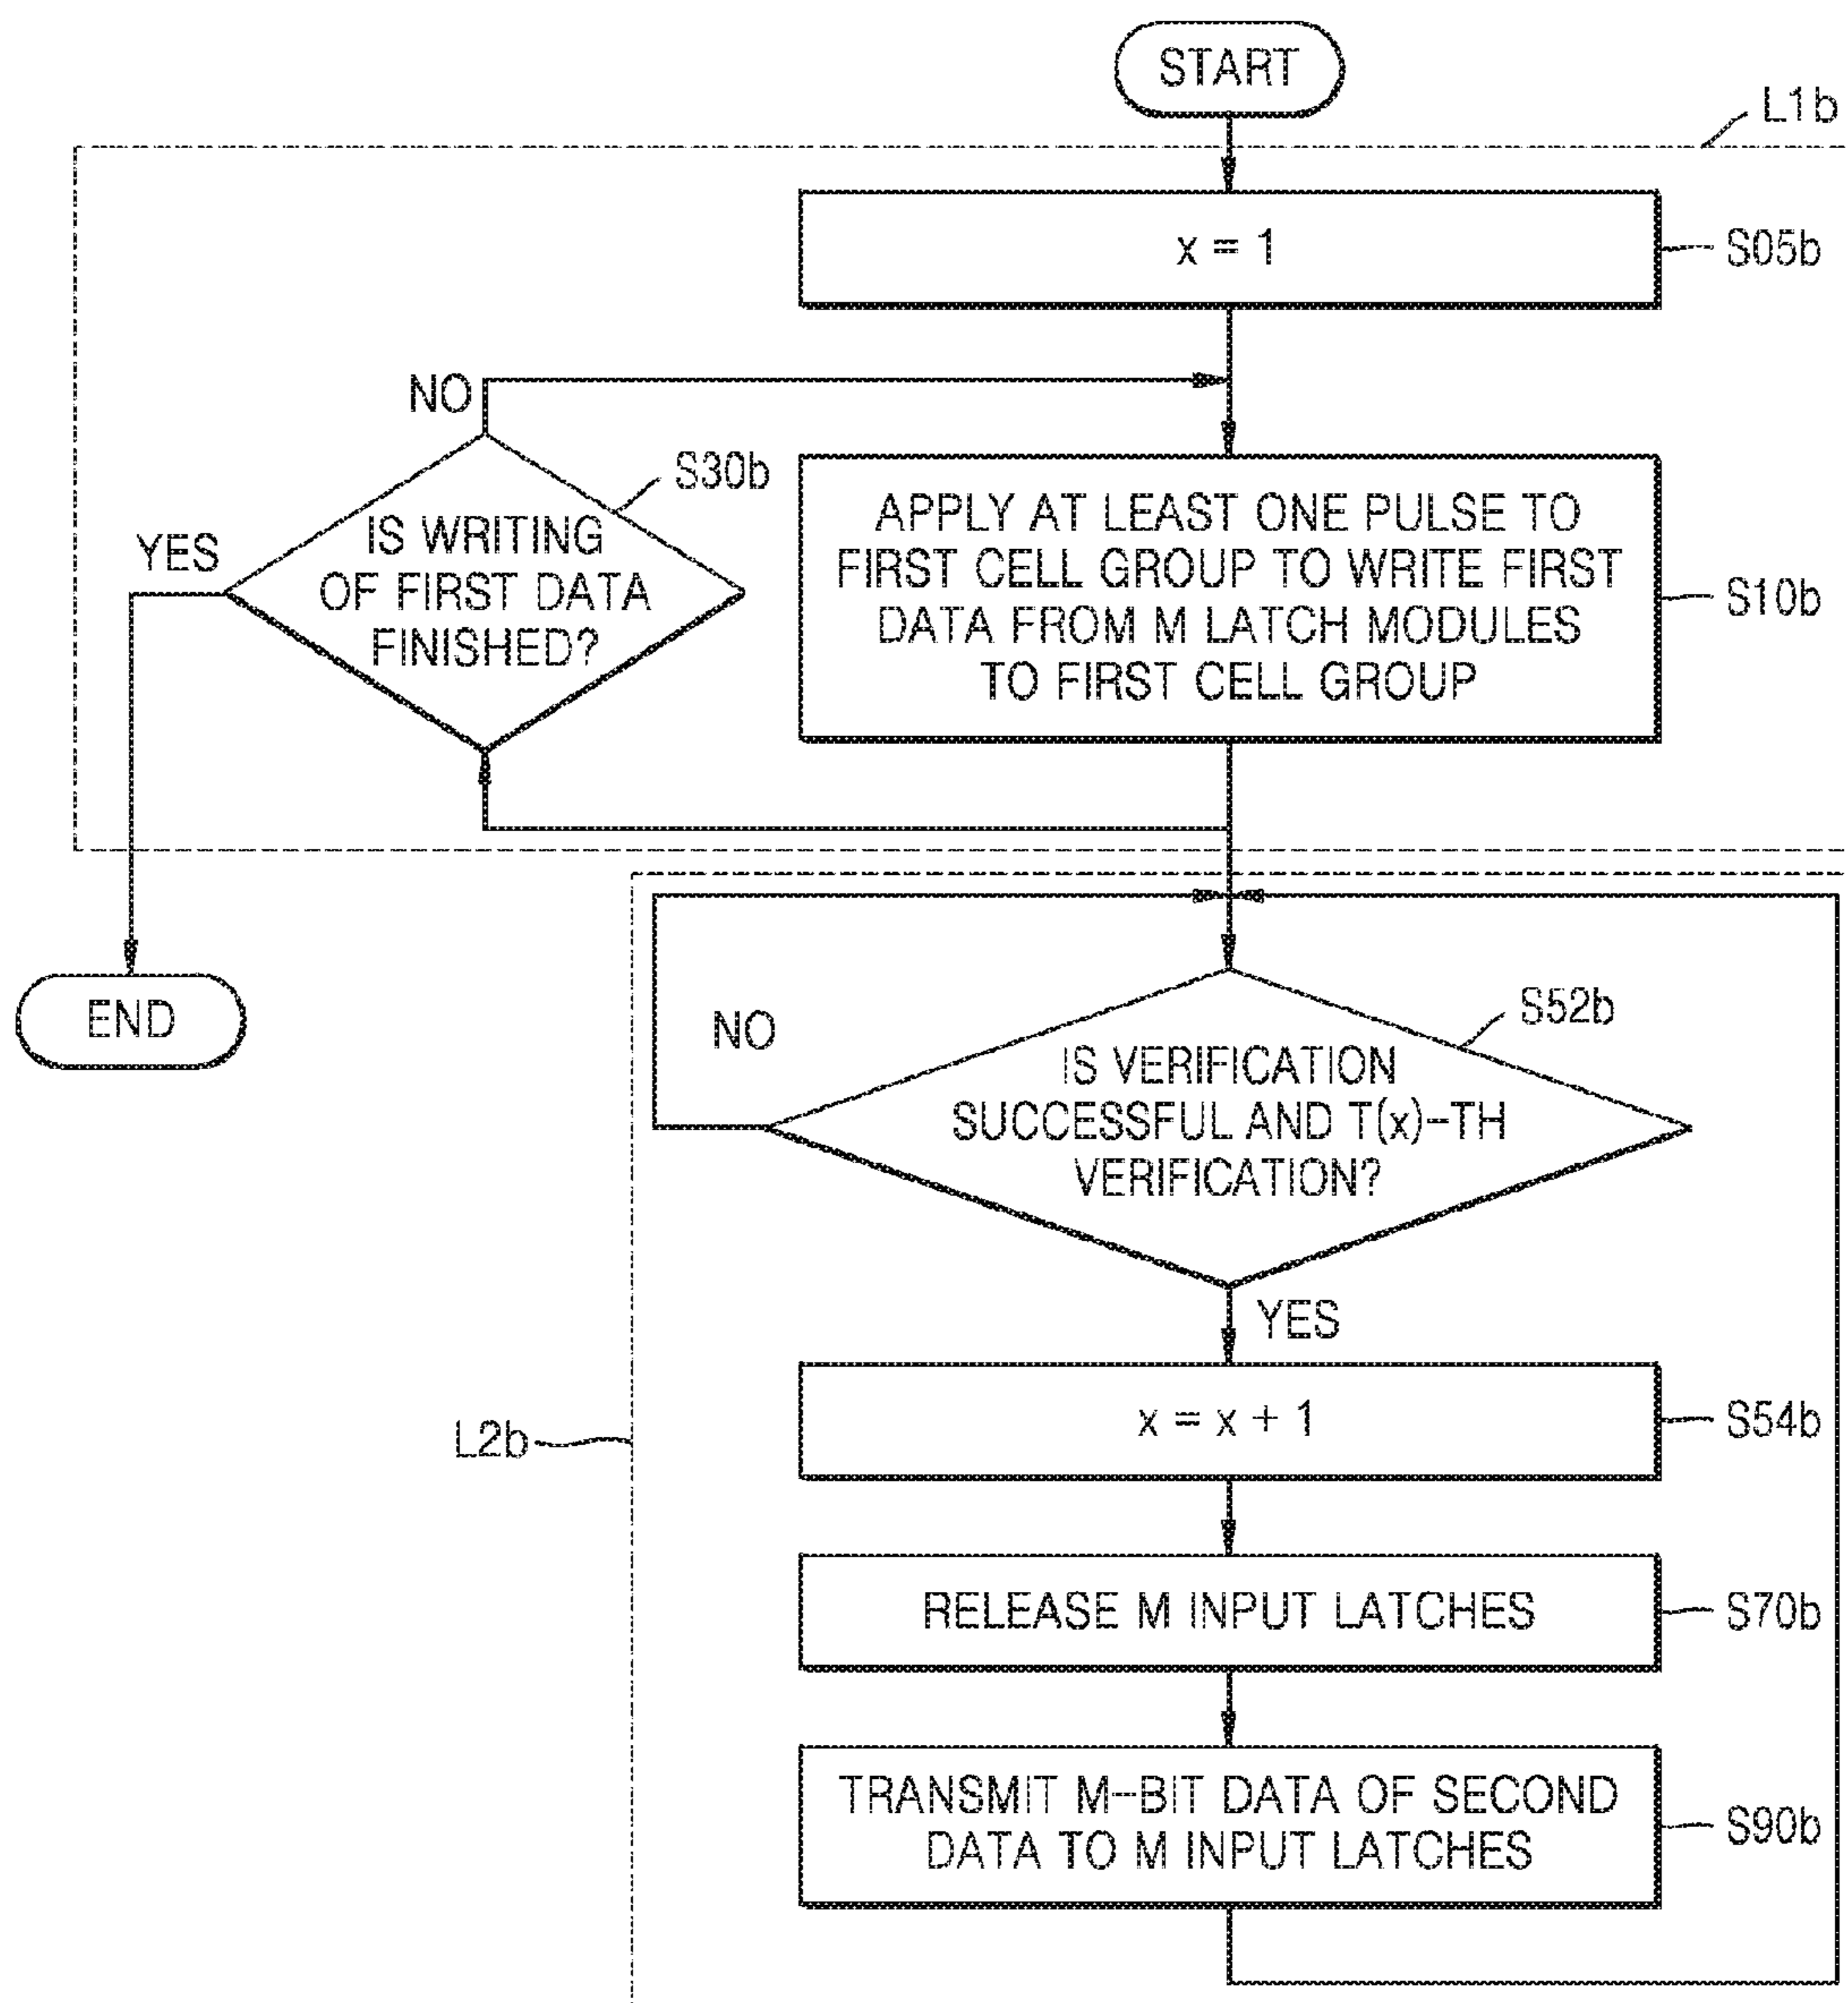 START
L1b
x = 1
S05b
NO
S30b
IS WRITING
OF FIRST DATA
FINISHED?
YES
APPLY AT LEAST ONE PULSE TO
FIRST CELL GROUP TO WRITE FIRST
DATA FROM M LATCH MODULES
TO FIRST CELL GROUP
S10b
END
NO
S52b
IS VERIFICATION
SUCCESSFUL AND T(x)-TH
VERIFICATION?
YES
x = x + 1
S54b
L2b
RELEASE M INPUT LATCHES
S70b
TRANSMIT M-BIT DATA OF SECOND
DATA TO M INPUT LATCHES
S90b